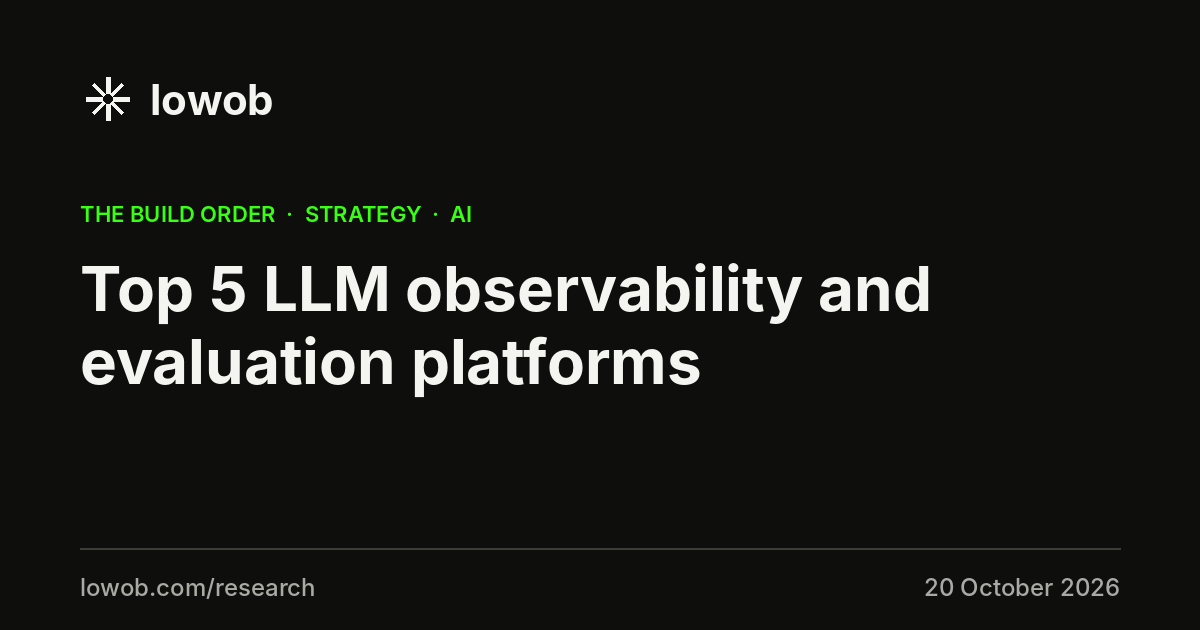 lowob
THE BUILD ORDER · STRATEGY · AI
Top 5 LLM observability and
evaluation platforms
lowob.com/research
20 October 2026